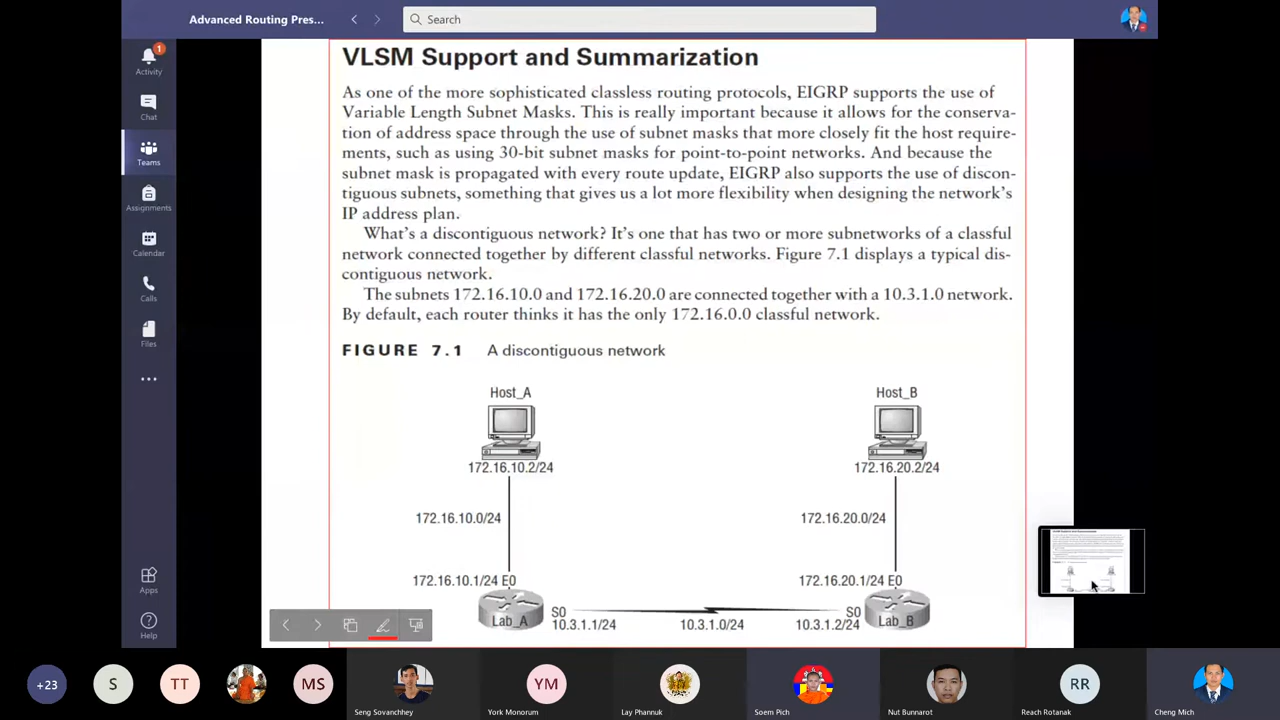 Advanced Routing Pres...
Search
1
Activity
Chat
Teams
Assignments
Calendar
Calls
Files
Apps
Help
VLSM Support and Summarization
As one of the more sophisticated classless routing protocols, EIGRP supports the use of
Variable Length Subnet Masks. This is really important because it allows for the conserva-
tion of address space through the use of subnet masks that more closely fit the host require-
ments, such as using 30-bit subnet masks for point-to-point networks. And because the
subnet mask is propagated with every route update, EIGRP also supports the use of discon-
tiguous subnets, something that gives us a lot more flexibility when designing the network's
IP address plan.
What's a discontiguous network? It's one that has two or more subnetworks of a classful
network connected together by different classful networks. Figure 7.1 displays a typical dis-
contiguous network.
The subnets 172.16.10.0 and 172.16.20.0 are connected together with a 10.3.1.0 network.
By default, each router thinks it has the only 172.16.0.0 classful network.
FIGURE 7.1 A discontiguous network
Host_A Host_B
172.16.10.2/24 172.16.20.2/24
172.16.10.0/24 172.16.20.0/24
172.16.10.1/24 E0 172.16.20.1/24 E0
Lab_A S0 S0 Lab_B
10.3.1.1/24 10.3.1.0/24 10.3.1.2/24
+23 S TT MS YM RR
Seng Sovanchhey York Monorum Lay Phannuk Soem Pich Nut Bunnarot Reach Rotanak Cheng Mich